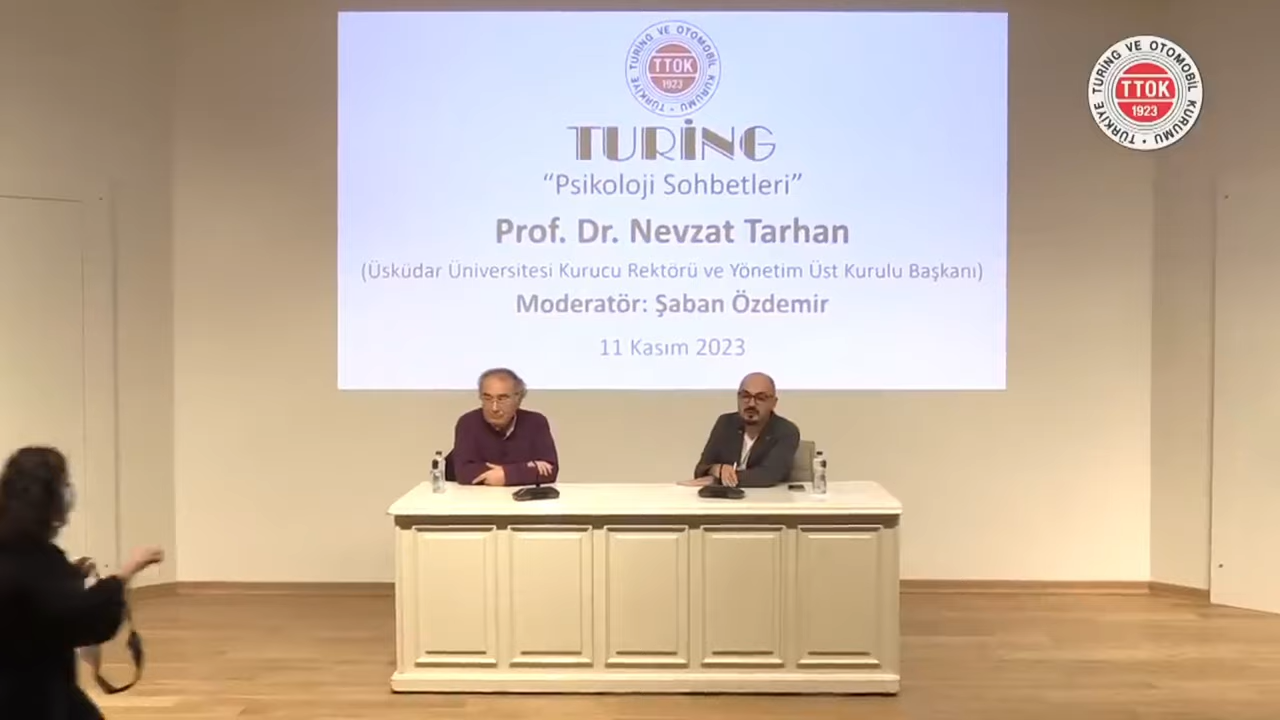 TÜRKİYE TURİNG VE OTOMOBİL KURUMU
TTOK
1923
TURİNG
“Psikoloji Sohbetleri”
Prof. Dr. Nevzat Tarhan
(Üsküdar Üniversitesi Kurucu Rektörü ve Yönetim Üst Kurulu Başkanı)
Moderatör: Şaban Özdemir
11 Kasım 2023
TÜRKİYE TURİNG VE OTOMOBİL KURUMU
TTOK
1923